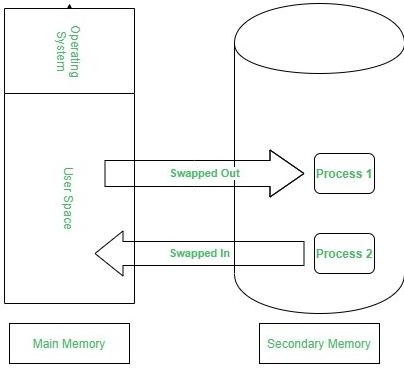 Operating
System
User Space
Swapped Out
Process 1
Swapped In
Process 2
Main Memory
Secondary Memory